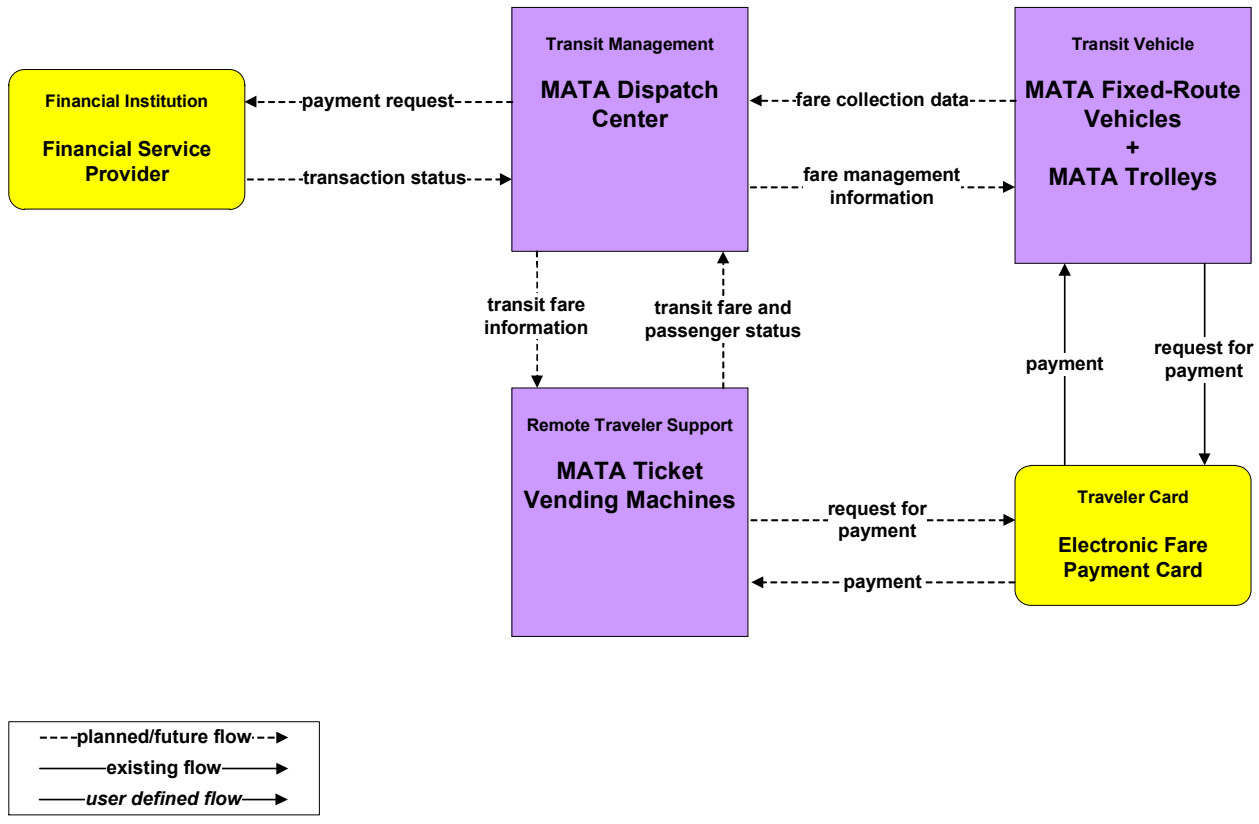 Financial Institution
Financial Service
Provider
payment request
transaction status
Transit Management
MATA Dispatch
Center
fare collection data
fare management
information
Transit Vehicle
MATA Fixed-Route
Vehicles
+
MATA Trolleys
transit fare
information
transit fare and
passenger status
payment
request for
payment
Remote Traveler Support
MATA Ticket
Vending Machines
request for
payment
payment
Traveler Card
Electronic Fare
Payment Card
planned/future flow
existing flow
user defined flow